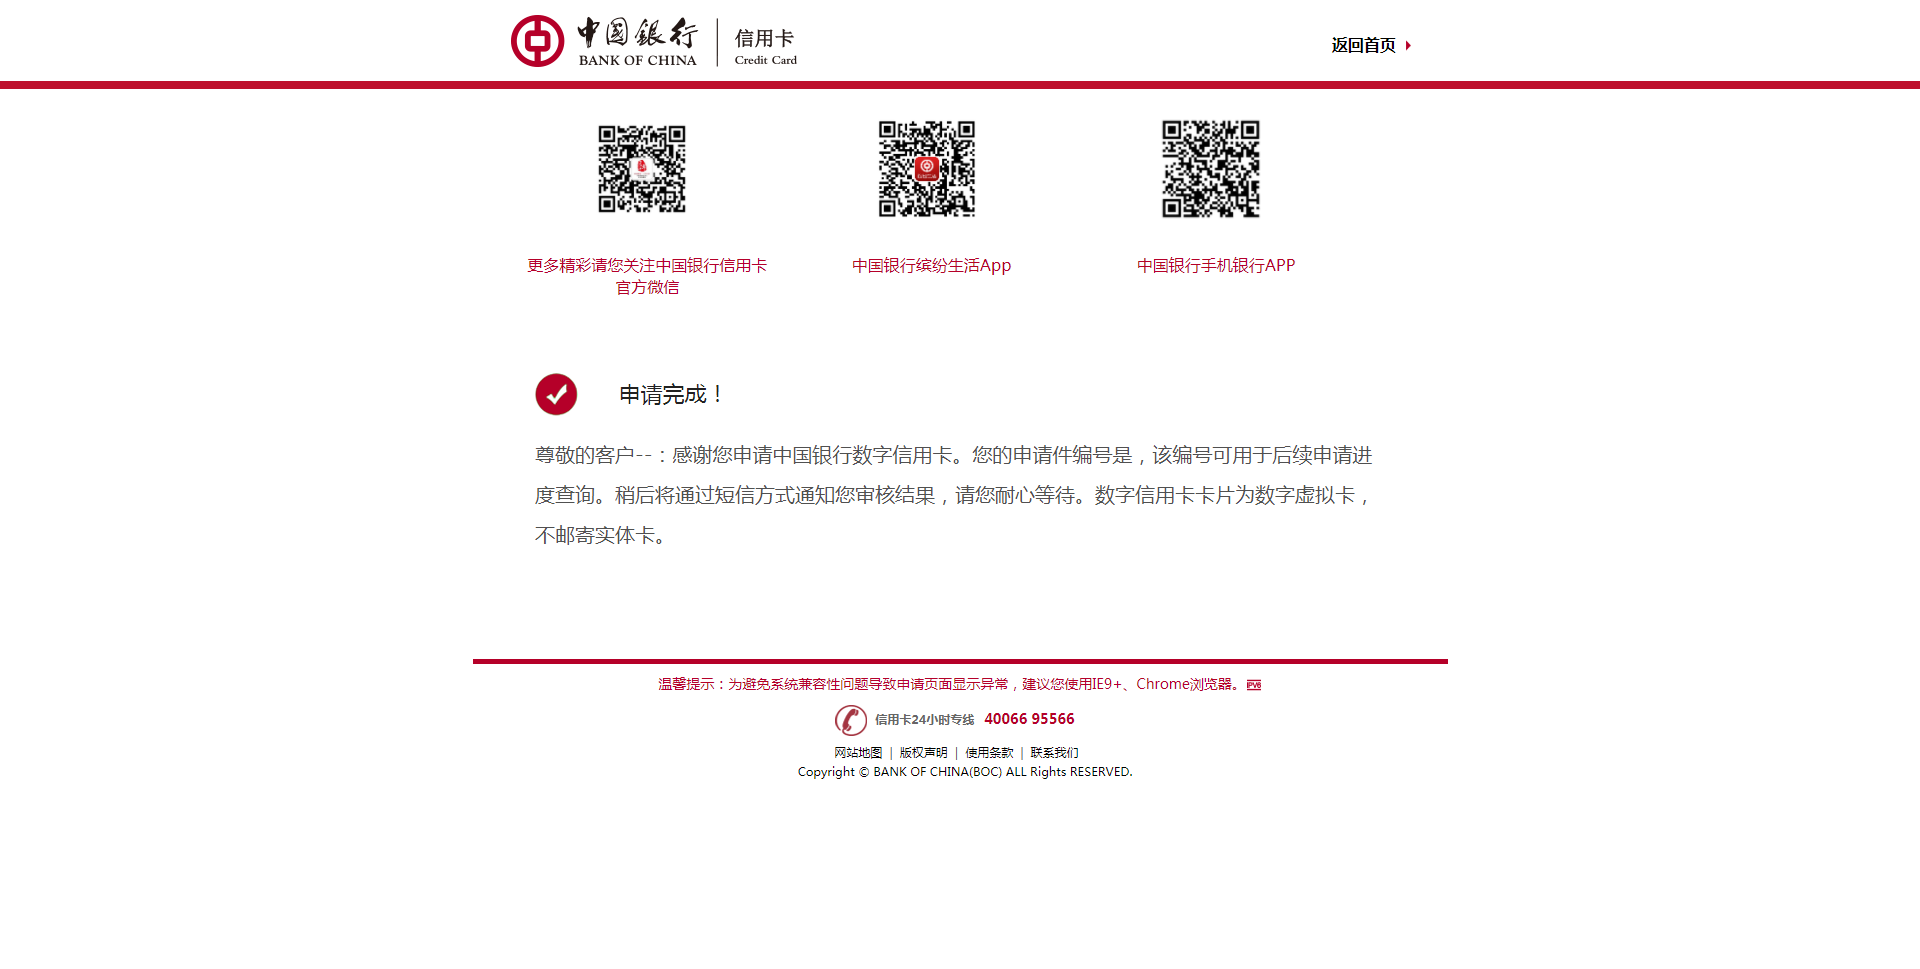 中国銀行
BANK OF CHINA
信用卡
Credit Card
返回首页
更多精彩请您关注中国银行信用卡
官方微信
中国银行缤纷生活App
中国银行手机银行APP
申请完成！
尊敬的客户--：感谢您申请中国银行数字信用卡。您的申请件编号是，该编号可用于后续申请进
度查询。稍后将通过短信方式通知您审核结果，请您耐心等待。数字信用卡卡片为数字虚拟卡，
不邮寄实体卡。
温馨提示：为避免系统兼容性问题导致申请页面显示异常，建议您使用IE9+、Chrome浏览器。 IPV6
信用卡24小时专线 40066 95566
网站地图 | 版权声明 | 使用条款 | 联系我们
Copyright © BANK OF CHINA(BOC) ALL Rights RESERVED.